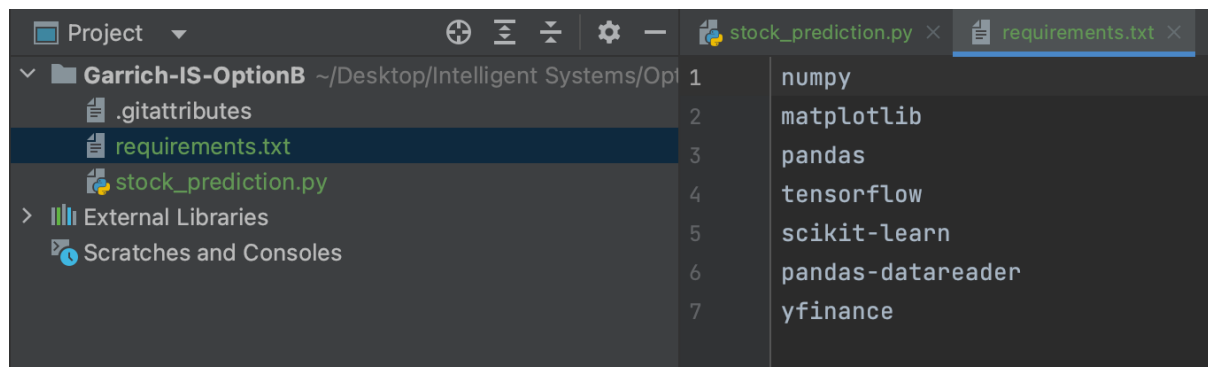 Project
Garrich-IS-OptionB ~/Desktop/Intelligent Systems/Opt
.gitattributes
requirements.txt
stock_prediction.py
External Libraries
Scratches and Consoles
stock_prediction.py
requirements.txt
1 numpy
2 matplotlib
3 pandas
4 tensorflow
5 scikit-learn
6 pandas-datareader
7 yfinance